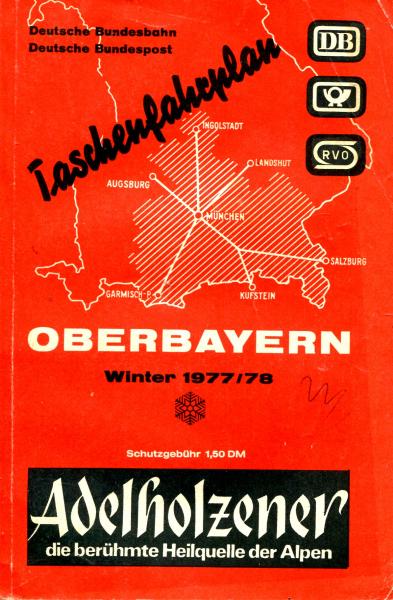 Deutsche Bundesbahn
Deutsche Bundespost
DB
Taschenfahrplan
RVO
INGOLSTADT
LANDSHUT
AUGSBURG
MÜNCHEN
SALZBURG
GARMISCH-P.
KUFSTEIN
OBERBAYERN
Winter 1977/78
Schutzgebühr 1,50 DM
Adelholzener
die berühmte Heilquelle der Alpen